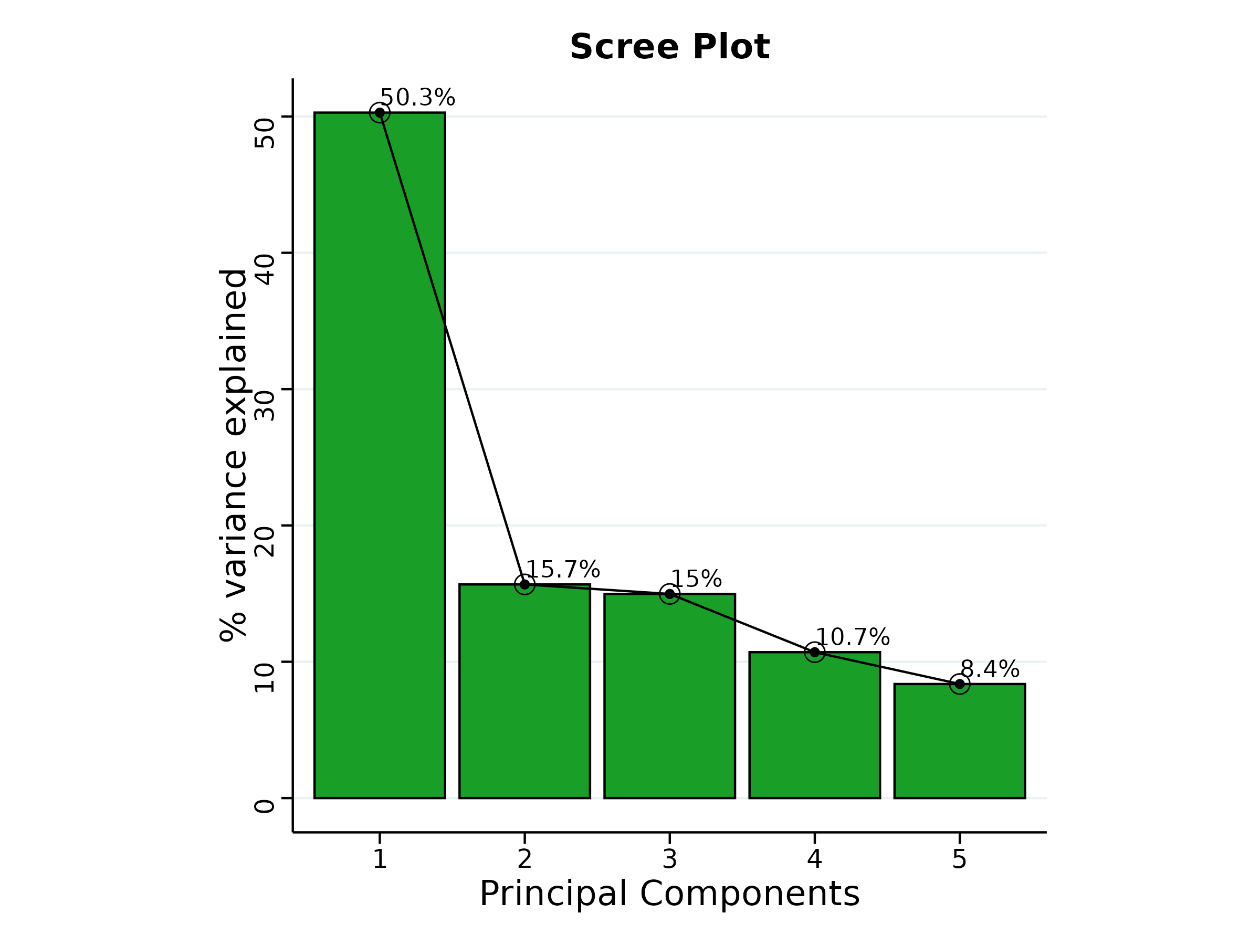 Scree Plot
50.3%
15.7%
15%
10.7%
8.4%
% variance explained
50
40
30
20
10
0
1 2 3 4 5
Principal Components